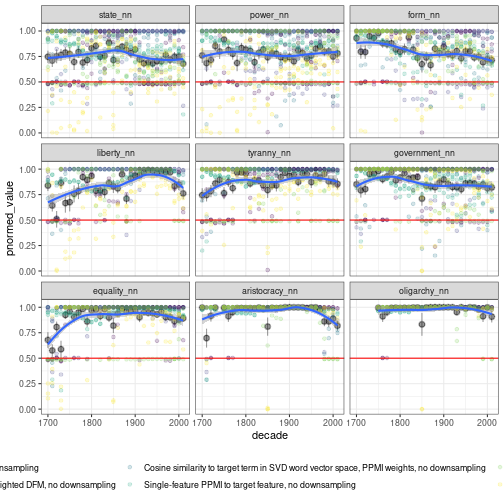 state_nn power_nn form_nn
1.00
0.75
0.50
0.25
0.00
liberty_nn tyranny_nn government_nn
1.00
0.75
0.50
0.25
0.00
pnormed_value
equality_nn aristocracy_nn oligarchy_nn
1.00
0.75
0.50
0.25
0.00
1700 1800 1900 2000 1700 1800 1900 2000 1700 1800 1900 2000
decade
nsampling Cosine similarity to target term in SVD word vector space, PPMI weights, no downsampling
ighted DFM, no downsampling Single-feature PPMI to target feature, no downsampling